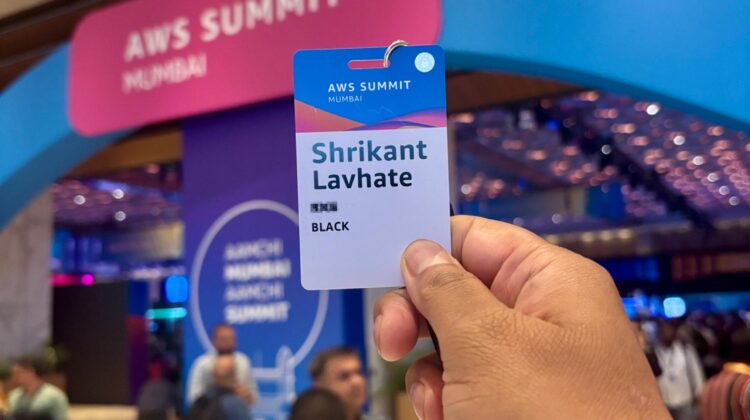 AWS SUMMIT
MUMBAI
AWS SUMMIT
MUMBAI
Shrikant
Lavhate
BLACK
AAMCHI
MUMBAI
AAMCHI
SUMMIT